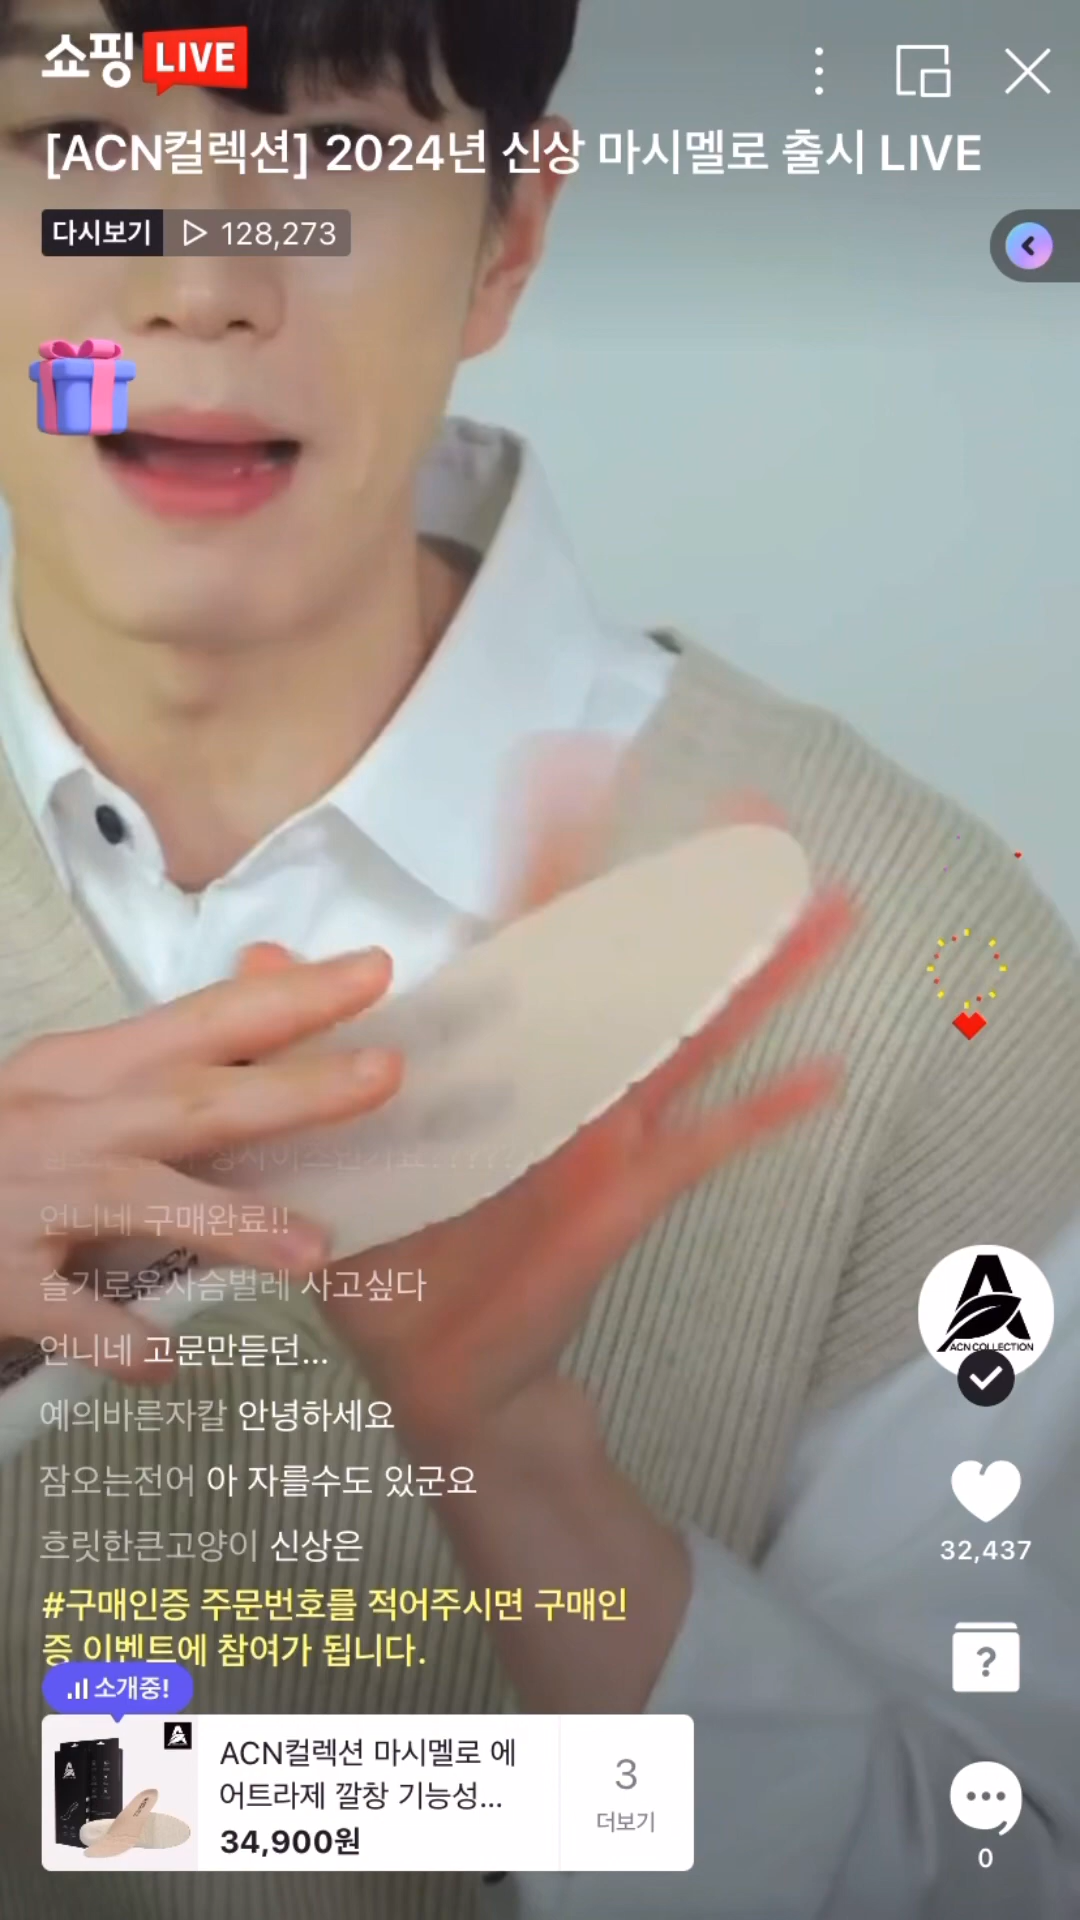 쇼핑 LIVE
[ACN컬렉션] 2024년 신상 마시멜로 출시 LIVE
다시보기 128,273
언니네 구매완료!!
슬기로운사슴벌레 사고싶다
언니네 고문만듣던...
예의바른자칼 안녕하세요
잠오는전어 아 자를수도 있군요
흐릿한큰고양이 신상은
#구매인증 주문번호를 적어주시면 구매인
증 이벤트에 참여가 됩니다.
소개중!
ACN컬렉션 마시멜로 에
어트라제 깔창 기능성...
34,900원
3
더보기
ACN COLLECTION
32,437
?
0